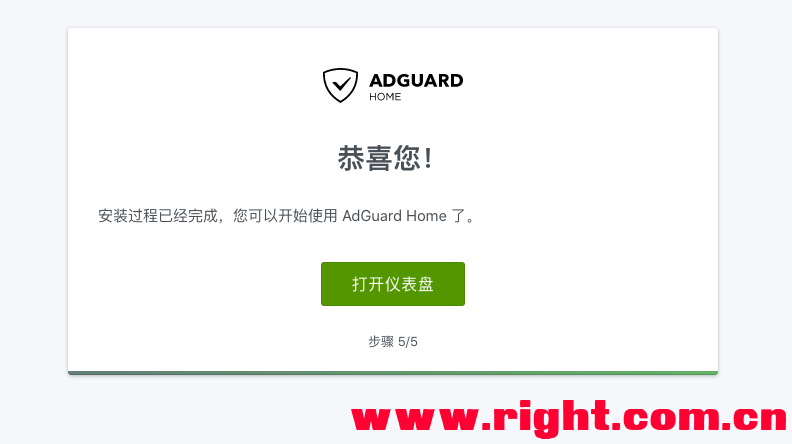 ADGUARD
HOME
恭喜您！
安装过程已经完成，您可以开始使用 AdGuard Home 了。
打开仪表盘
步骤 5/5
www.right.com.cn